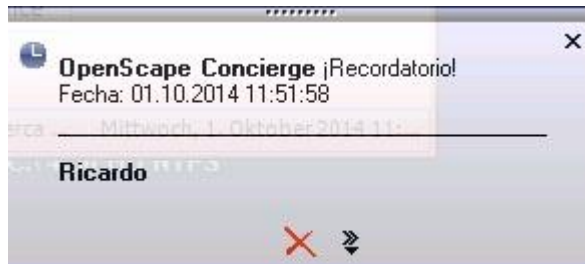 OpenScape Concierge ¡Recordatorio!
Fecha: 01.10.2014 11:51:58
Mittwoch, 1. Oktober 2014 11:...
Ricardo